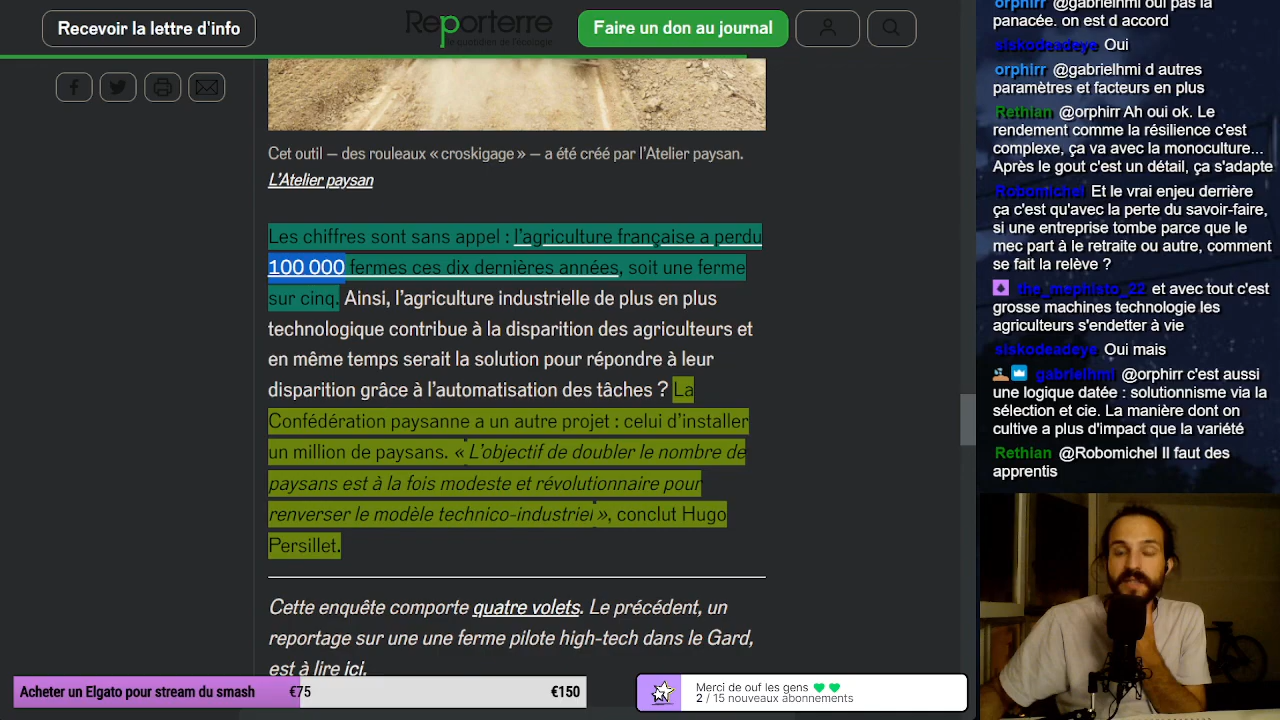 Recevoir la lettre d'info
Reporterre
le quotidien de l'écologie
Faire un don au journal
Cet outil — des rouleaux « croskigage » — a été créé par l'Atelier paysan.
L'Atelier paysan
Les chiffres sont sans appel : l'agriculture française a perdu
100 000 fermes ces dix dernières années, soit une ferme
sur cinq. Ainsi, l'agriculture industrielle de plus en plus
technologique contribue à la disparition des agriculteurs et
en même temps serait la solution pour répondre à leur
disparition grâce à l'automatisation des tâches ? La
Confédération paysanne a un autre projet : celui d'installer
un million de paysans. « L'objectif de doubler le nombre de
paysans est à la fois modeste et révolutionnaire pour
renverser le modèle technico-industriel », conclut Hugo
Persillet.
Cette enquête comporte quatre volets. Le précédent, un
reportage sur une une ferme pilote high-tech dans le Gard,
est à lire ici.
Acheter un Elgato pour stream du smash €75 €150
Merci de ouf les gens
2 / 15 nouveaux abonnements
orphirr @gabrielhmi oui pas la
panacée. on est d accord
siskodeadeye Oui
orphirr @gabrielhmi d autres
paramètres et facteurs en plus
Rethian @orphirr Ah oui ok. Le
rendement comme la résilience c'est
complexe, ça va avec la monoculture...
Après le gout c'est un détail, ça s'adapte
Robomichel Et le vrai enjeu derrière
ça c'est qu'avec la perte du savoir-faire,
si une entreprise tombe parce que le
mec part à le retraite ou autre, comment
se fait la relève ?
the_mephisto_22 et avec tout c'est
grosse machines technologie les
agriculteurs s'endetter à vie
siskodeadeye Oui mais
gabrielhmi @orphirr c'est aussi
une logique datée : solutionnisme via la
sélection et cie. La manière dont on
cultive a plus d'impact que la variété
Rethian @Robomichel Il faut des
apprentis